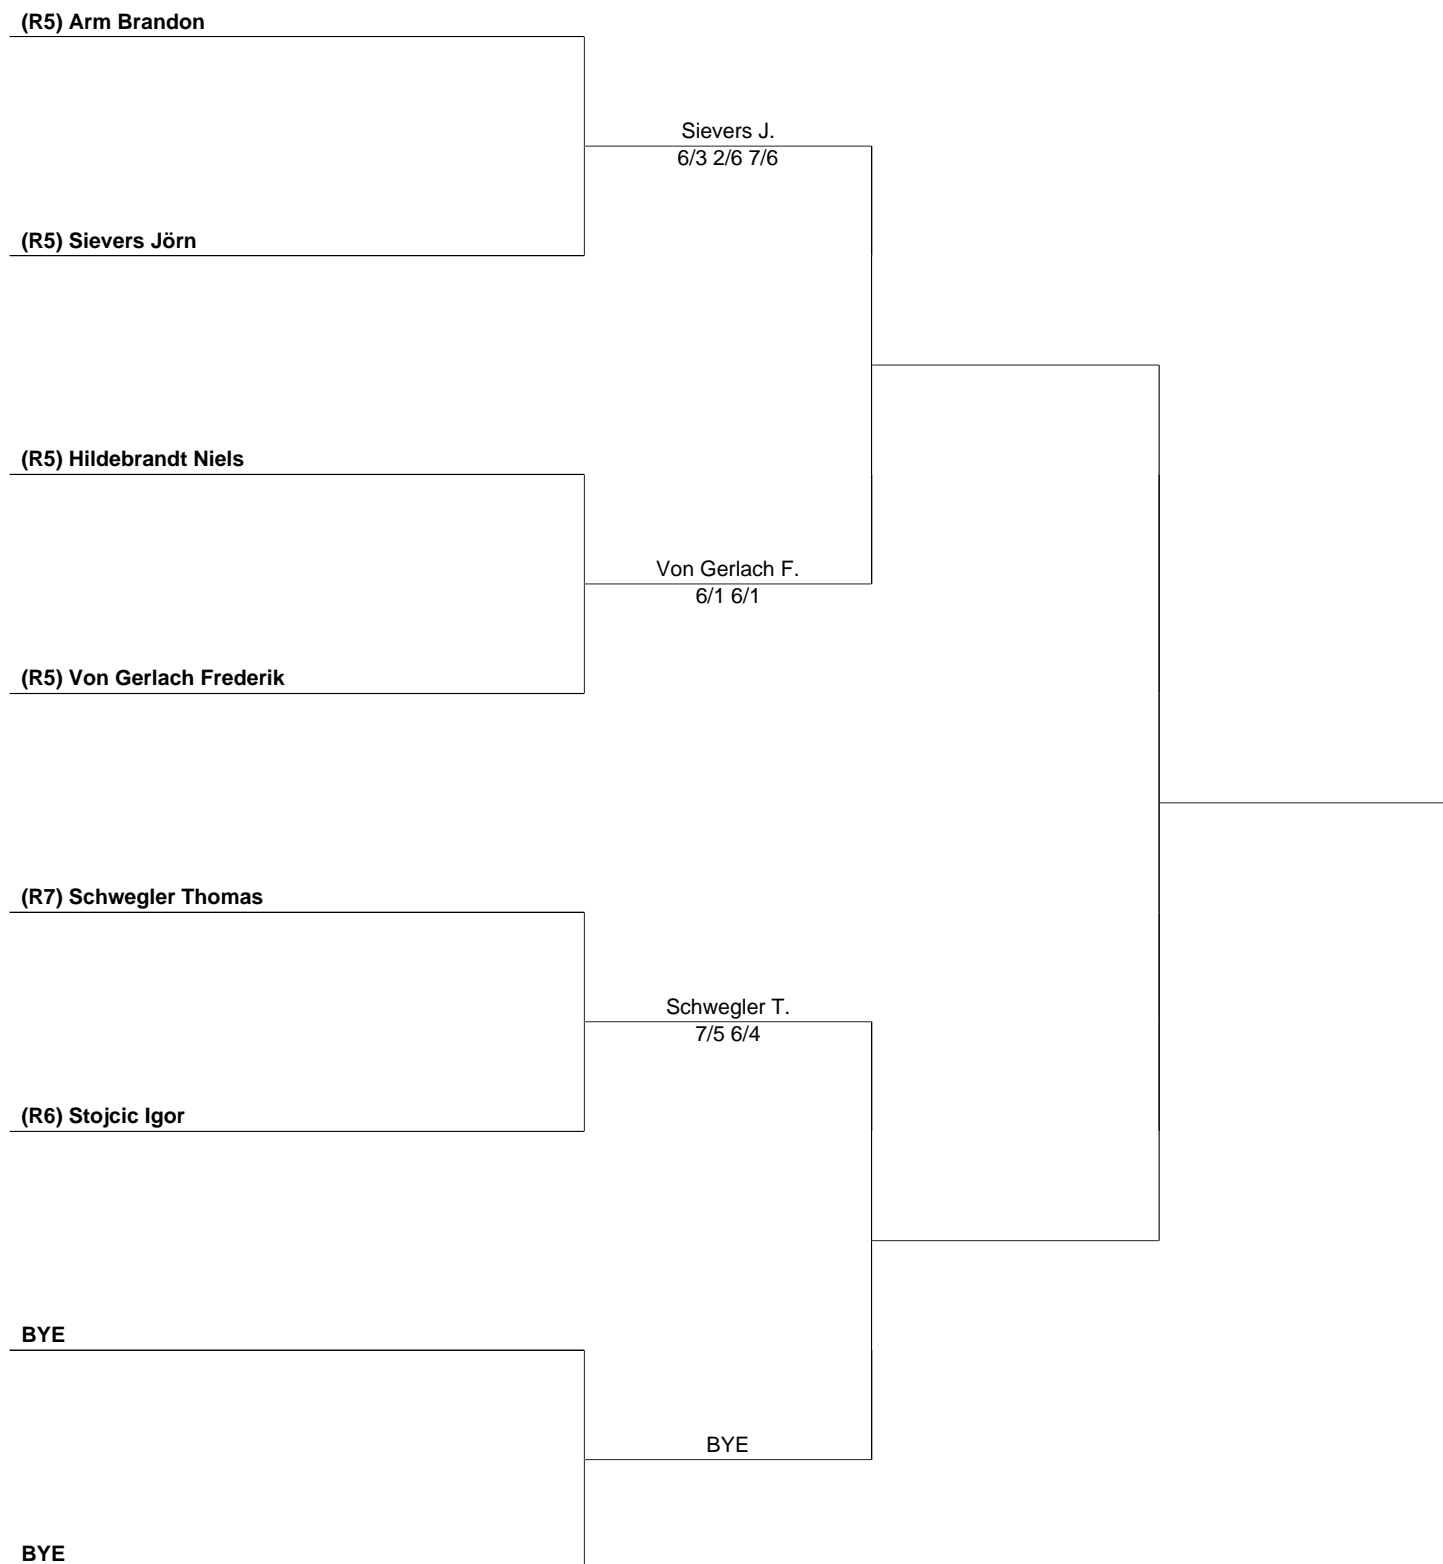 (R5) Arm Brandon
Sievers J.
6/3 2/6 7/6
(R5) Sievers Jörn
(R5) Hildebrandt Niels
Von Gerlach F.
6/1 6/1
(R5) Von Gerlach Frederik
(R7) Schwegler Thomas
Schwegler T.
7/5 6/4
(R6) Stojcic Igor
BYE
BYE
BYE